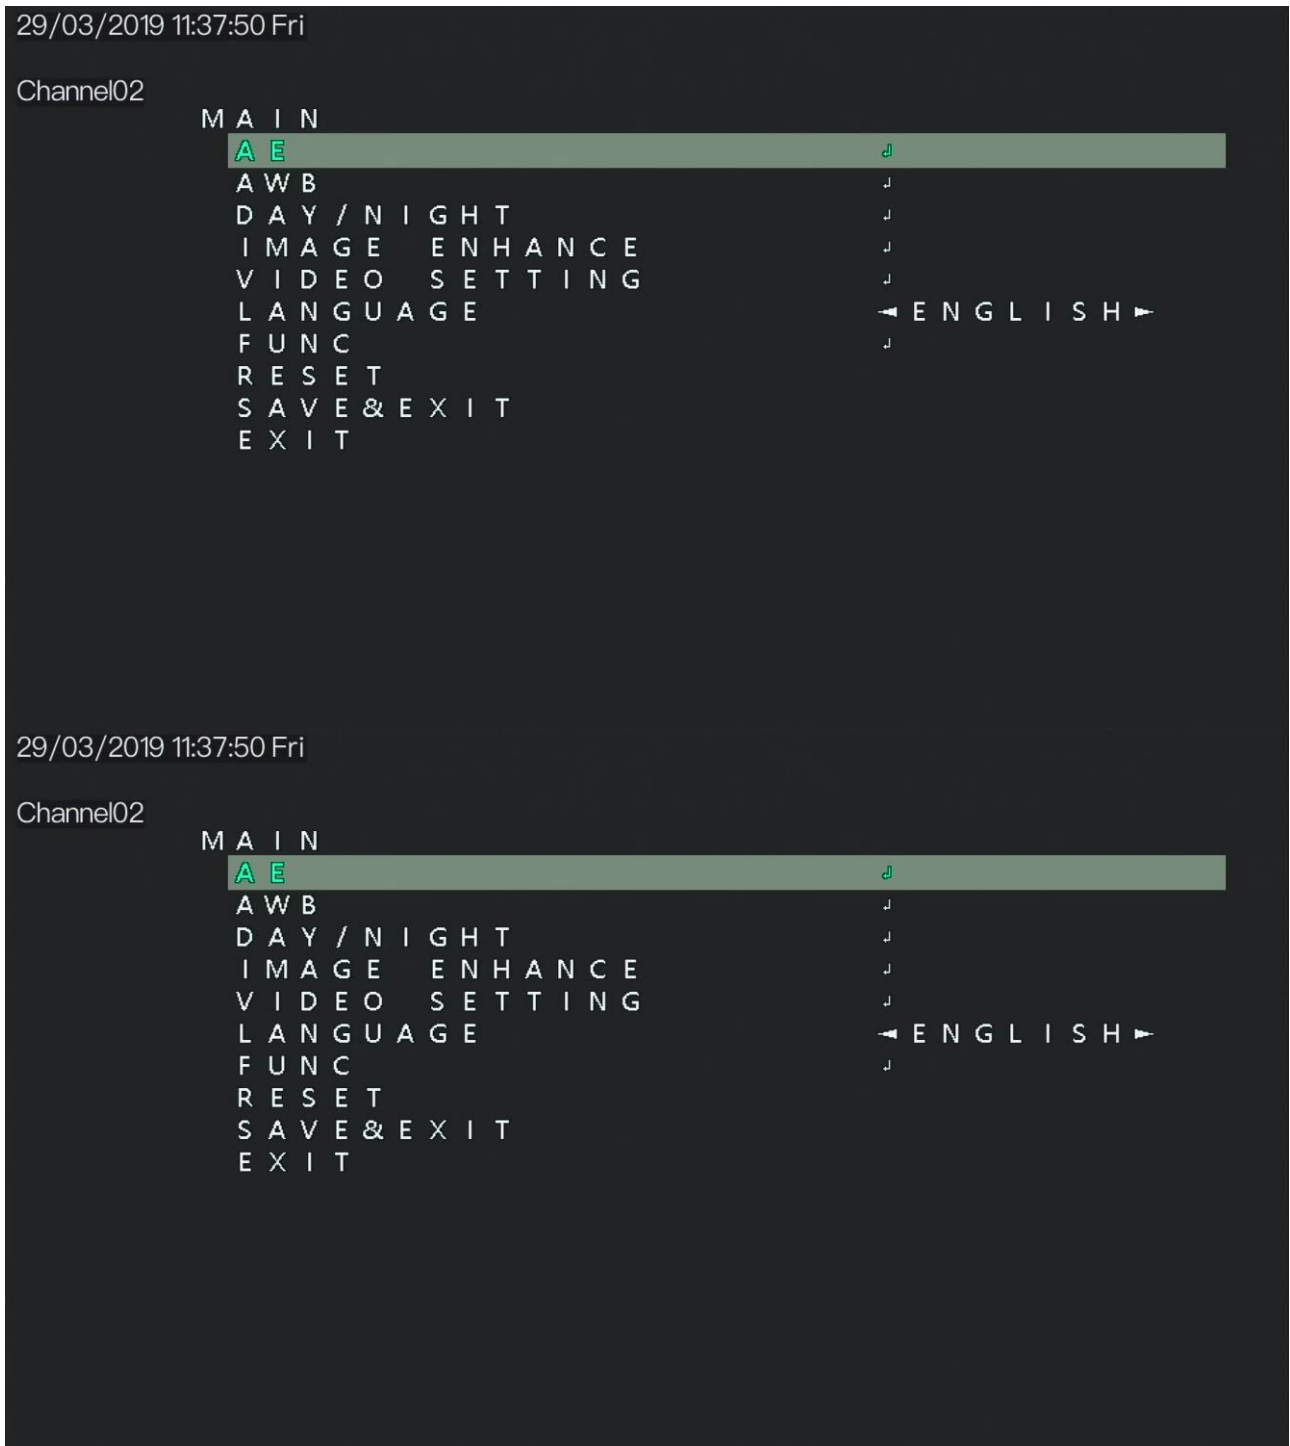 29/03/2019 11:37:50 Fri
Channel02
MAIN
AE ↲
AWB ↲
DAY/NIGHT ↲
IMAGE ENHANCE ↲
VIDEO SETTING ↲
LANGUAGE ◄ENGLISH►
FUNC ↲
RESET
SAVE&EXIT
EXIT
29/03/2019 11:37:50 Fri
Channel02
MAIN
AE ↲
AWB ↲
DAY/NIGHT ↲
IMAGE ENHANCE ↲
VIDEO SETTING ↲
LANGUAGE ◄ENGLISH►
FUNC ↲
RESET
SAVE&EXIT
EXIT